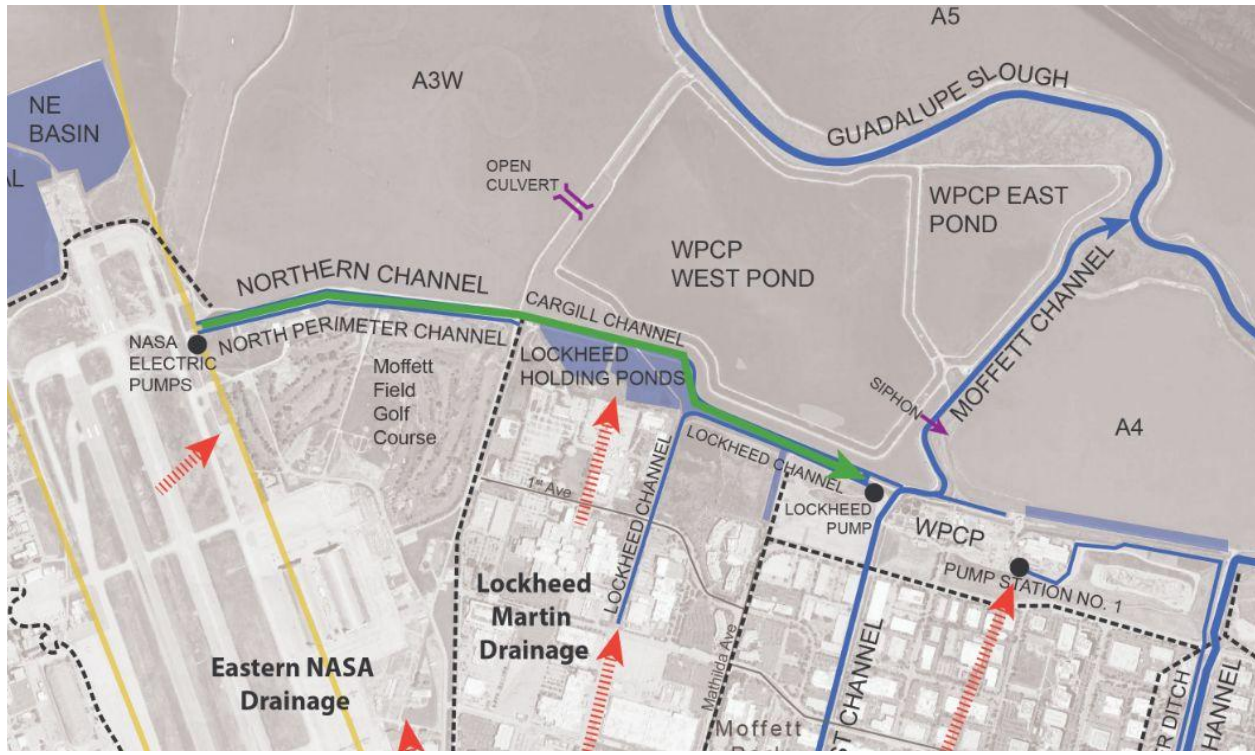 A5
A3W
NE
BASIN
AL
GUADALUPE SLOUGH
OPEN
CULVERT
WPCP EAST
POND
WPCP
WEST POND
NORTHERN CHANNEL
CARGILL CHANNEL
MOFFETT CHANNEL
NORTH PERIMETER CHANNEL
NASA
ELECTRIC
PUMPS
LOCKHEED
HOLDING PONDS
Moffett
Field
Golf
Course
SIPHON
A4
LOCKHEED CHANNEL
1st Ave
LOCKHEED CHANNEL
LOCKHEED
PUMP
WPCP
PUMP STATION NO. 1
Lockheed
Martin
Drainage
Eastern NASA
Drainage
Mathilda Ave
Moffett
ST CHANNEL
R DITCH
CHANNEL